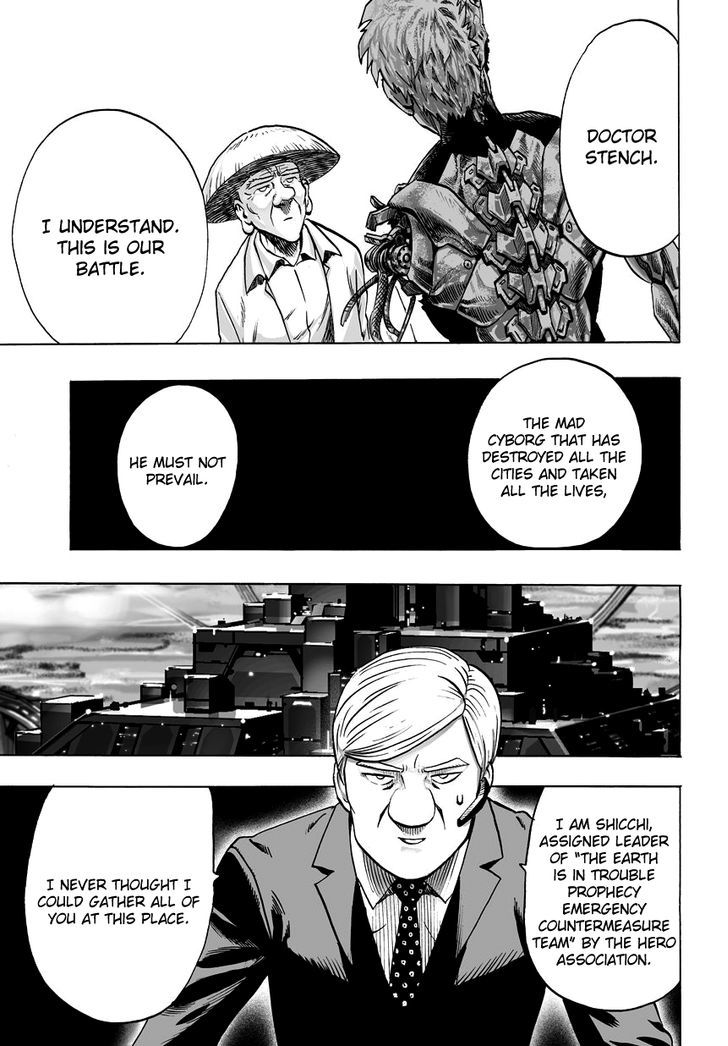 DOCTOR
STENCH.
I UNDERSTAND.
THIS IS OUR
BATTLE.
THE MAD
CYBORG THAT HAS
DESTROYED ALL THE
CITIES AND TAKEN
ALL THE LIVES,
HE MUST NOT
PREVAIL.
I AM SHICCHI,
ASSIGNED LEADER
OF "THE EARTH
IS IN TROUBLE
PROPHECY
EMERGENCY
COUNTERMEASURE
TEAM" BY THE HERO
ASSOCIATION.
I NEVER THOUGHT I
COULD GATHER ALL OF
YOU AT THIS PLACE.